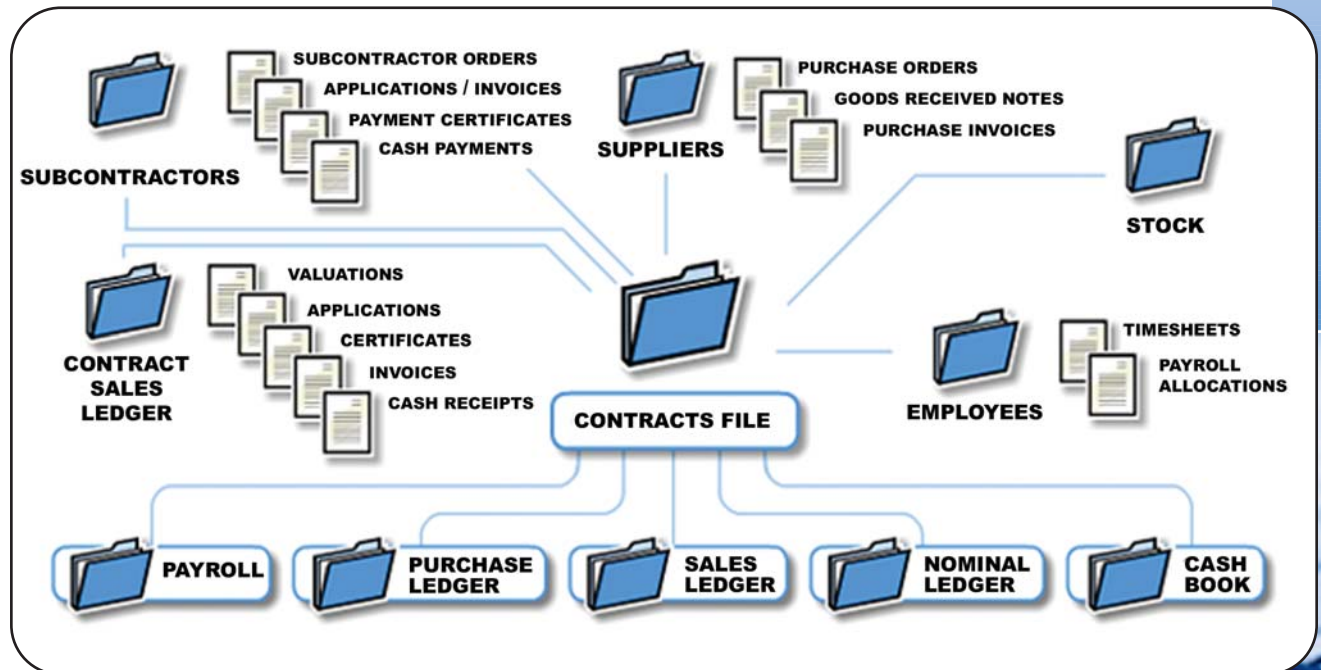 SUBCONTRACTOR ORDERS
APPLICATIONS / INVOICES
PAYMENT CERTIFICATES
CASH PAYMENTS
SUBCONTRACTORS
PURCHASE ORDERS
GOODS RECEIVED NOTES
PURCHASE INVOICES
SUPPLIERS
STOCK
VALUATIONS
APPLICATIONS
CERTIFICATES
INVOICES
CASH RECEIPTS
CONTRACT
SALES
LEDGER
TIMESHEETS
PAYROLL
ALLOCATIONS
EMPLOYEES
CONTRACTS FILE
PAYROLL
PURCHASE
LEDGER
SALES
LEDGER
NOMINAL
LEDGER
CASH
BOOK